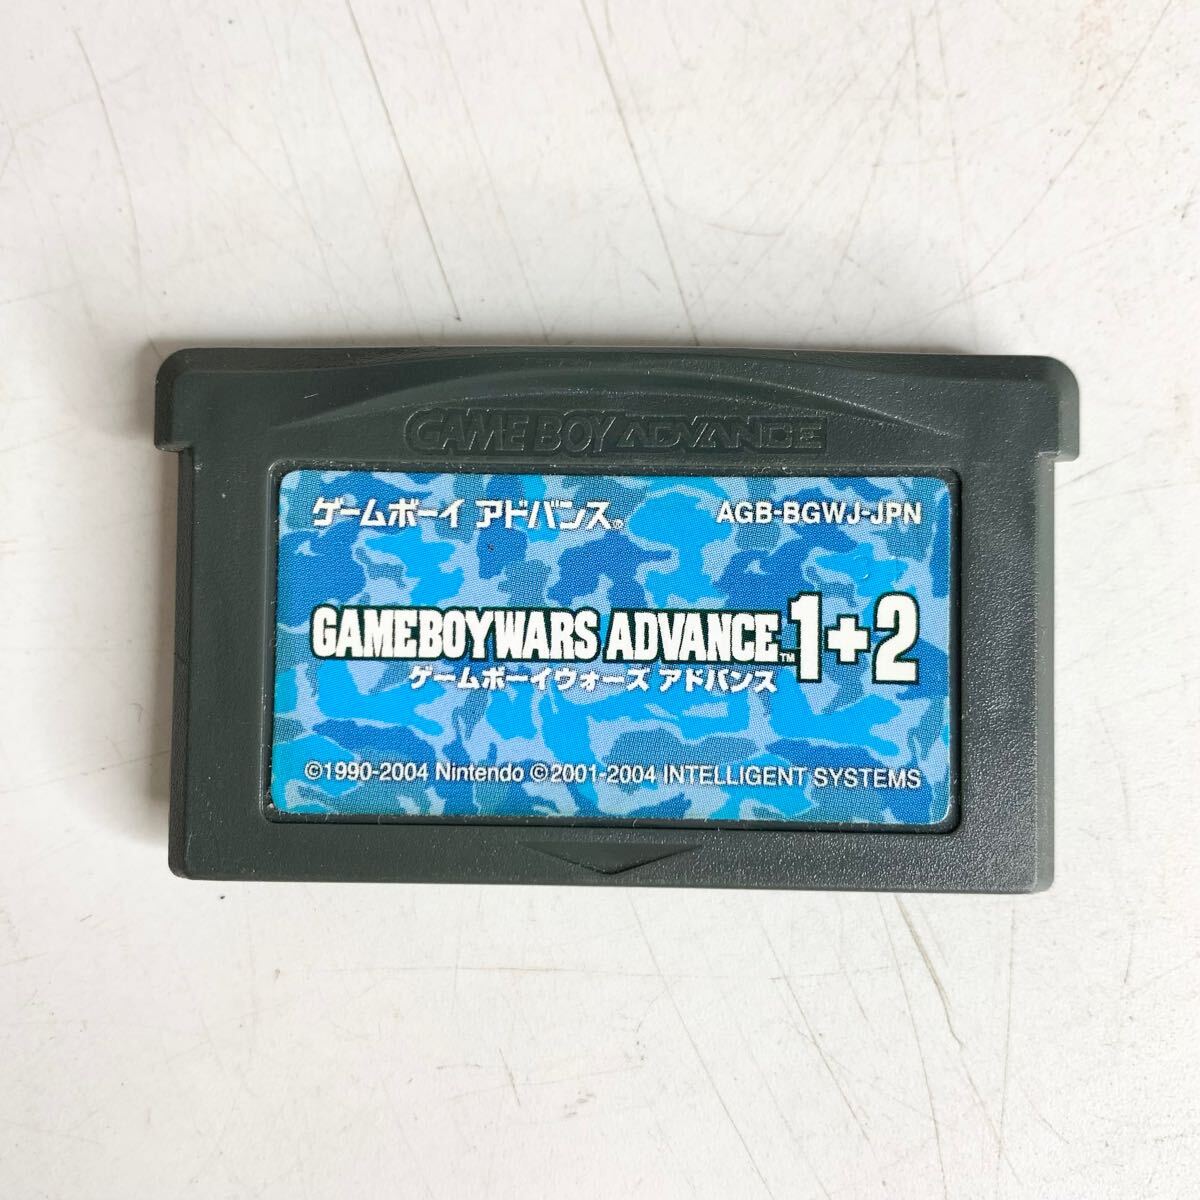 GAME BOY ADVANCE
ゲームボーイ アドバンス® AGB-BGWJ-JPN
GAMEBOYWARS ADVANCE™ 1+2
ゲームボーイウォーズ アドバンス
©1990-2004 Nintendo ©2001-2004 INTELLIGENT SYSTEMS